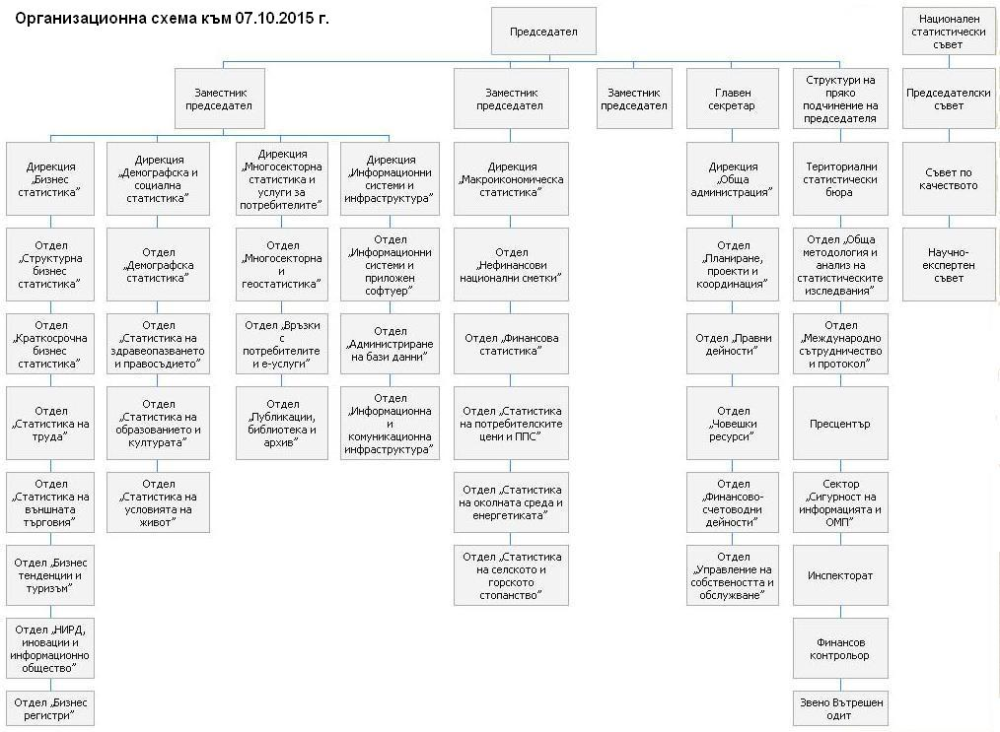 Организационна схема към 07.10.2015 г.
Председател
Заместник
председател
Дирекция
„Бизнес
статистика”
Отдел
„Структурна
бизнес
статистика”
Отдел
„Краткосрочна
бизнес
статистика”
Отдел
„Статистика на
труда”
Отдел
„Статистика на
външната
търговия”
Отдел „Бизнес
тенденции и
туризъм”
Отдел „НИРД,
иновации и
информационно
общество”
Отдел „Бизнес
регистри”
Дирекция
„Демографска и
социална
статистика”
Отдел
„Демографска
статистика”
Отдел
„Статистика на
здравеопазването
и правосъдието”
Отдел
„Статистика на
образованието и
културата”
Отдел
„Статистика на
условията на
живот”
Дирекция
„Многосекторна
статистика и
услуги за
потребителите”
Отдел
„Многосекторна
и
геостатистика”
Отдел „Връзки
с
потребителите
и е-услуги”
Отдел
„Публикации,
библиотека и
архив”
Дирекция
„Информационни
системи и
инфраструктура”
Отдел
„Информационни
системи и
приложен
софтуер”
Отдел
„Администриране
на бази данни”
Отдел
„Информационна
и
комуникационна
инфраструктура”
Заместник
председател
Дирекция
„Макроикономическа
статистика”
Отдел
„Нефинансови
национални сметки”
Отдел „Финансова
статистика”
Отдел „Статистика
на потребителските
цени и ППС”
Отдел „Статистика
на околната среда и
енергетиката”
Отдел „Статистика
на селското и
горското
стопанство”
Заместник
председател
Главен
секретар
Дирекция
„Обща
администрация”
Отдел
„Планиране,
проекти и
координация”
Отдел „Правни
дейности”
Отдел
„Човешки
ресурси”
Отдел
„Финансово-
счетоводни
дейности”
Отдел
„Управление на
собствеността и
обслужване”
Структури на
пряко
подчинение на
председателя
Териториални
статистически
бюра
Отдел „Обща
методология и
анализ на
статистическите
изследвания”
Отдел
„Международно
сътрудничество
и протокол”
Пресцентър
Сектор
„Сигурност на
информацията и
ОМП”
Инспекторат
Финансов
контрольор
Звено Вътрешен
одит
Национален
статистически
съвет
Председателски
съвет
Съвет по
качеството
Научно-
експертен
съвет